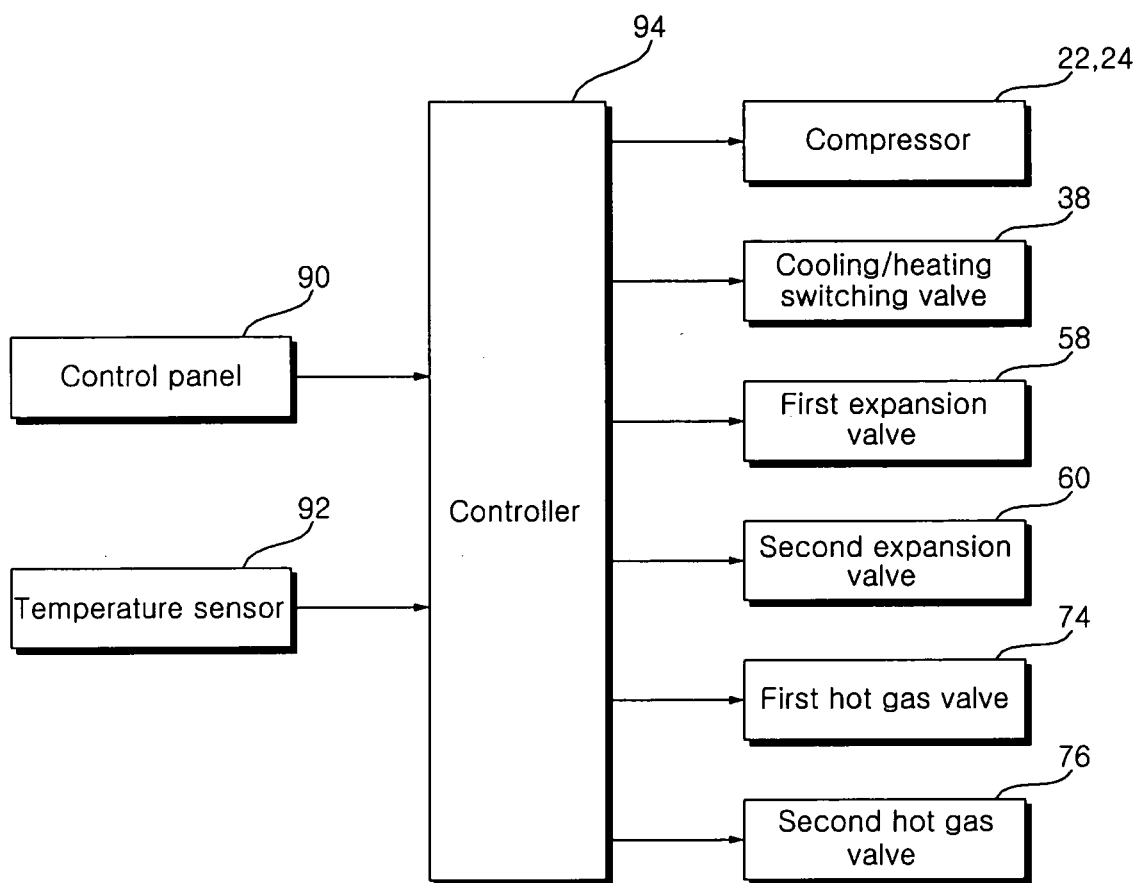 94
22,24
Compressor
38
Cooling/heating
switching valve
90
Control panel
58
First expansion
valve
Controller
92
Temperature sensor
60
Second expansion
valve
74
First hot gas valve
76
Second hot gas
valve